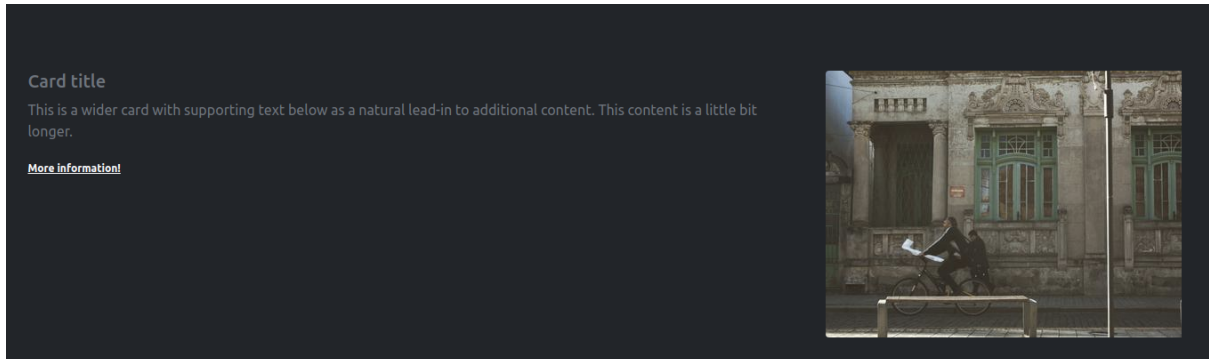 Card title
This is a wider card with supporting text below as a natural lead-in to additional content. This content is a little bit
longer.
More information!